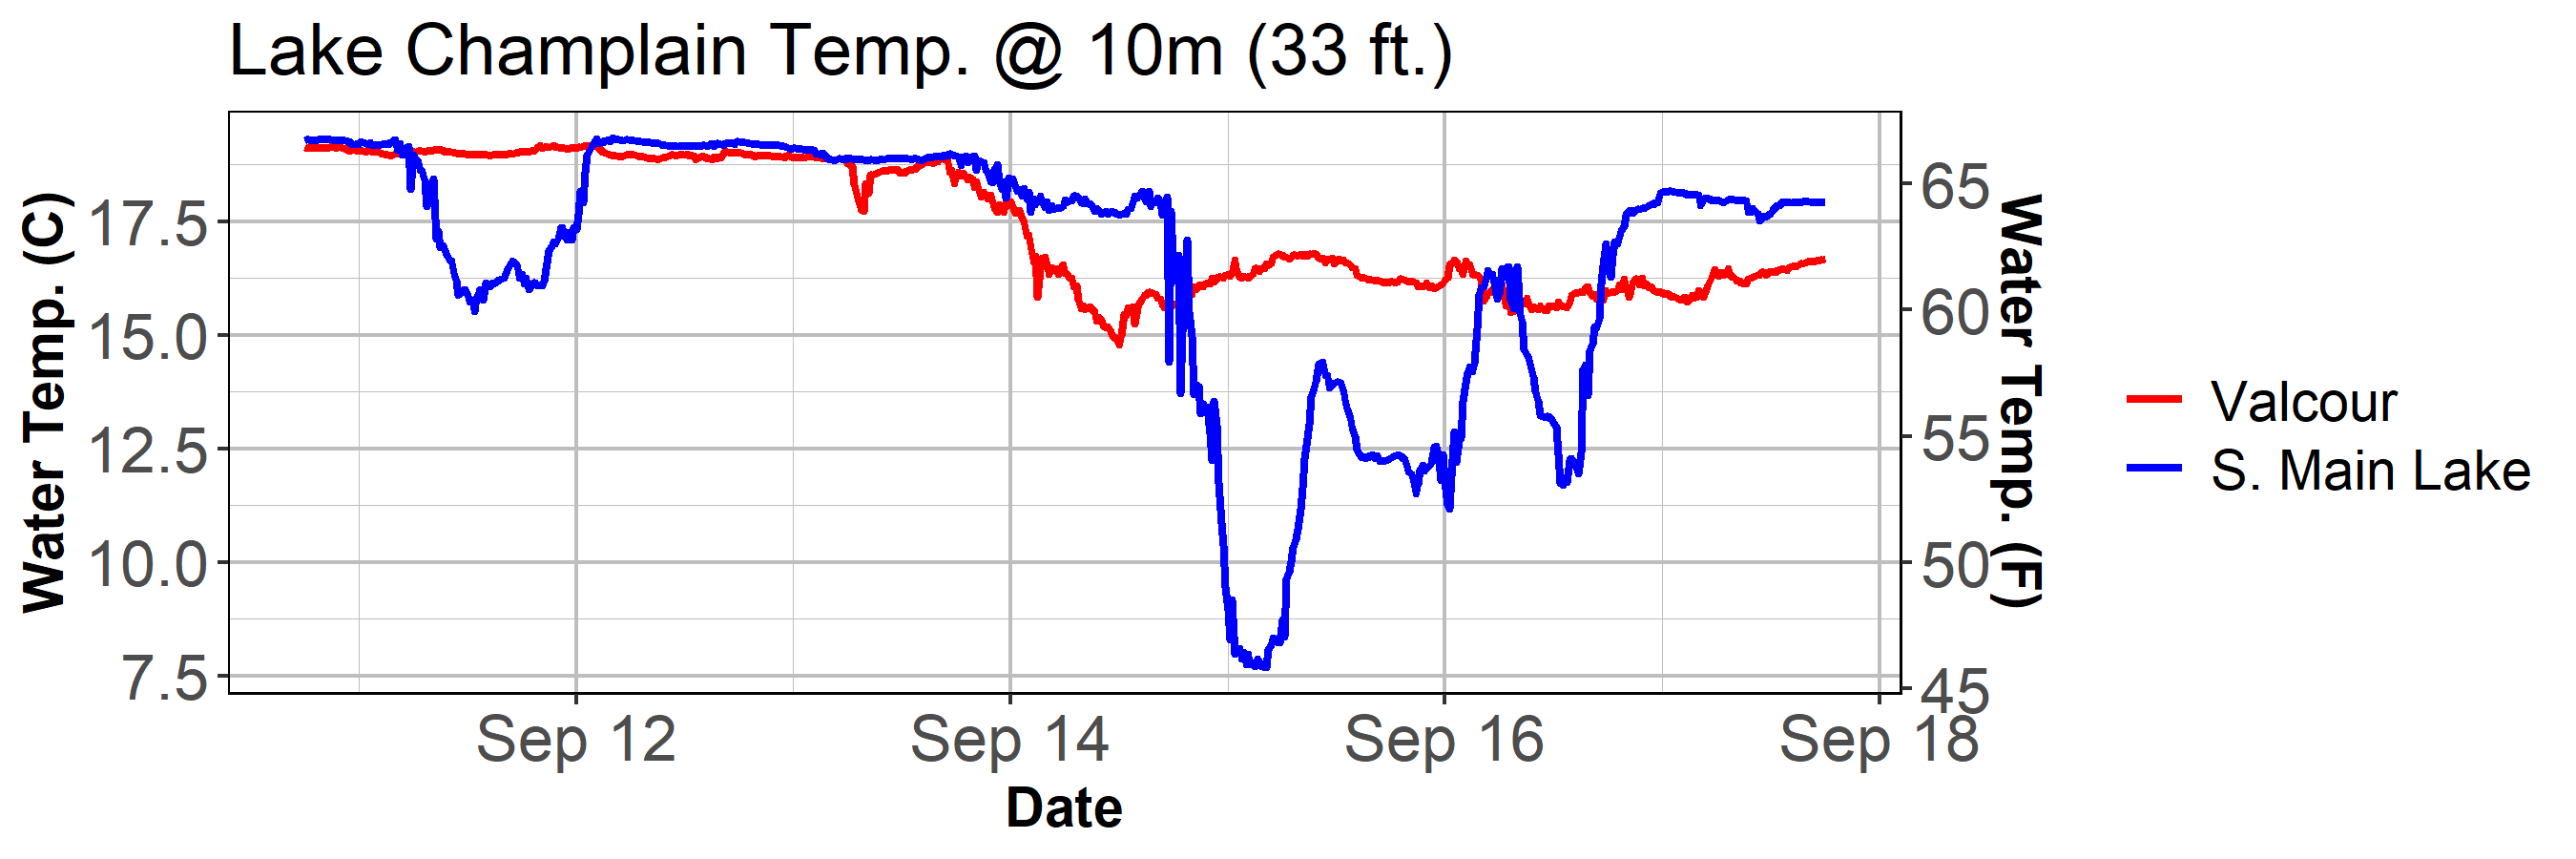 Lake Champlain Temp. @ 10m (33 ft.)
Water Temp. (C)
17.5
15.0
12.5
10.0
7.5
65
60
55
50
45
Water Temp. (F)
Sep 12
Sep 14
Sep 16
Sep 18
Date
Valcour
S. Main Lake